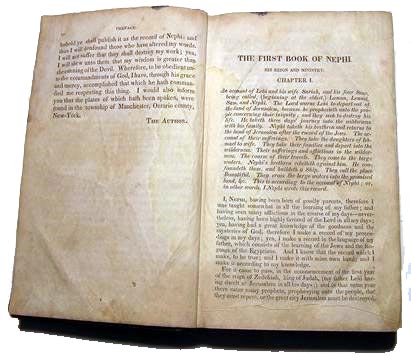 PREFACE.
behold ye shall publish it as the record of Nephi: and
thus I will confound those who have altered my words.
I will not suffer that they shall destroy my work; yea,
I will shew unto them that my wisdom is greater than
the cunning of the Devil. Wherefore, to be obedient unto
the commandments of God, I have, through his grace
and mercy, accomplished that which he hath comman-
ded me respecting this thing. I would also inform
you that the plates of which hath been spoken, were
found in the township of Manchester, Ontario county,
New-York.
THE AUTHOR.
THE FIRST BOOK OF NEPHI
HIS REIGN AND MINISTRY.
CHAPTER I.
An account of Lehi and his wife Sariah, and his four Sons,
being called, (beginning at the eldest,) Laman, Lemuel,
Sam, and Nephi. The Lord warns Lehi to depart out of
the land of Jerusalem, because he prophesieth unto the peo-
ple concerning their iniquity; and they seek to destroy his
life. He taketh three days' journey into the wilderness
with his family. Nephi taketh his brethren and returns to
the land of Jerusalem after the record of the Jews. The ac-
count of their sufferings. They take the daughters of Ish-
mael to wife. They take their families and depart into the
wilderness. Their sufferings and afflictions in the wilder-
ness. The course of their travels. They come to the large
waters. Nephi's brethren rebelleth against him. He con-
foundeth them, and buildeth a Ship. They call the place
Bountiful. They cross the large waters into the promised
land, &c. This is according to the account of Nephi; or,
in other words, I Nephi wrote this record.
I, NEPHI, having been born of goodly parents, therefore I
was taught somewhat in all the learning of my father; and
having seen many afflictions in the course of my days—never-
theless, having been highly favored of the Lord in all my days;
yea, having had a great knowledge of the goodness and the
mysteries of God, therefore I make a record of my proceed-
ings in my days; yea, I make a record in the language of my
father, which consists of the learning of the Jews and the lan-
guage of the Egyptians. And I know that the record which I
make, to be true; and I make it with mine own hand; and I
make it according to my knowledge.
For it came to pass, in the commencement of the first year
of the reign of Zedekiah, king of Judah, (my father Lehi hav-
ing dwelt at Jerusalem in all his days;) and in that same year
there came many prophets, prophesying unto the people, that
they must repent, or the great city Jerusalem must be destroyed.